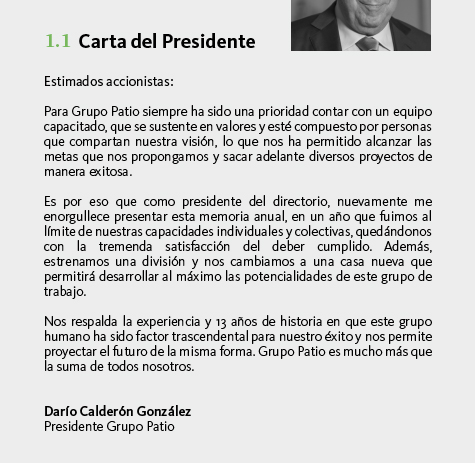 1.1 Carta del Presidente
Estimados accionistas:
Para Grupo Patio siempre ha sido una prioridad contar con un equipo
capacitado, que se sustente en valores y esté compuesto por personas
que compartan nuestra visión, lo que nos ha permitido alcanzar las
metas que nos propongamos y sacar adelante diversos proyectos de
manera exitosa.
Es por eso que como presidente del directorio, nuevamente me
enorgullece presentar esta memoria anual, en un año que fuimos al
límite de nuestras capacidades individuales y colectivas, quedándonos
con la tremenda satisfacción del deber cumplido. Además,
estrenamos una división y nos cambiamos a una casa nueva que
permitirá desarrollar al máximo las potencialidades de este grupo de
trabajo.
Nos respalda la experiencia y 13 años de historia en que este grupo
humano ha sido factor trascendental para nuestro éxito y nos permite
proyectar el futuro de la misma forma. Grupo Patio es mucho más que
la suma de todos nosotros.
Darío Calderón González
Presidente Grupo Patio